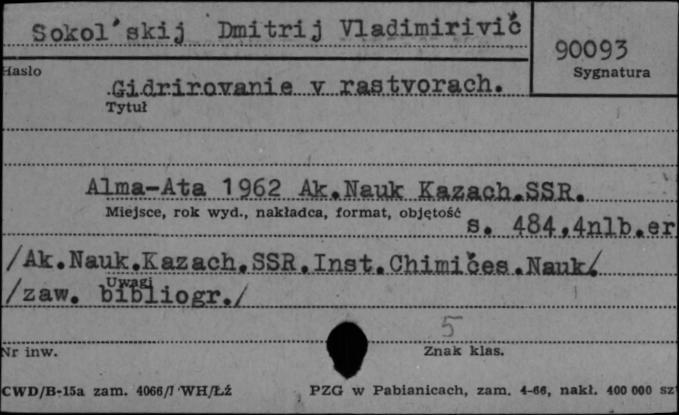 Sokol'skij Dmitrij Vladimirivič
90093
Sygnatura
Hasło
Gidrirovanie v rastvorach.
Tytuł
Alma-Ata 1962 Ak.Nauk Kazach.SSR.
Miejsce, rok wyd., nakładca, format, objętość
s. 484,4nlb.er
/Ak.Nauk.Kazach.SSR.Inst.Chimičes.Nauk/
Uwagi
/zaw. bibliogr./
5
Nr inw.
Znak klas.
CWD/B-15a zam. 4066/I WH/Łź
PZG w Pabianicach, zam. 4-66, nakł. 400 000 sz